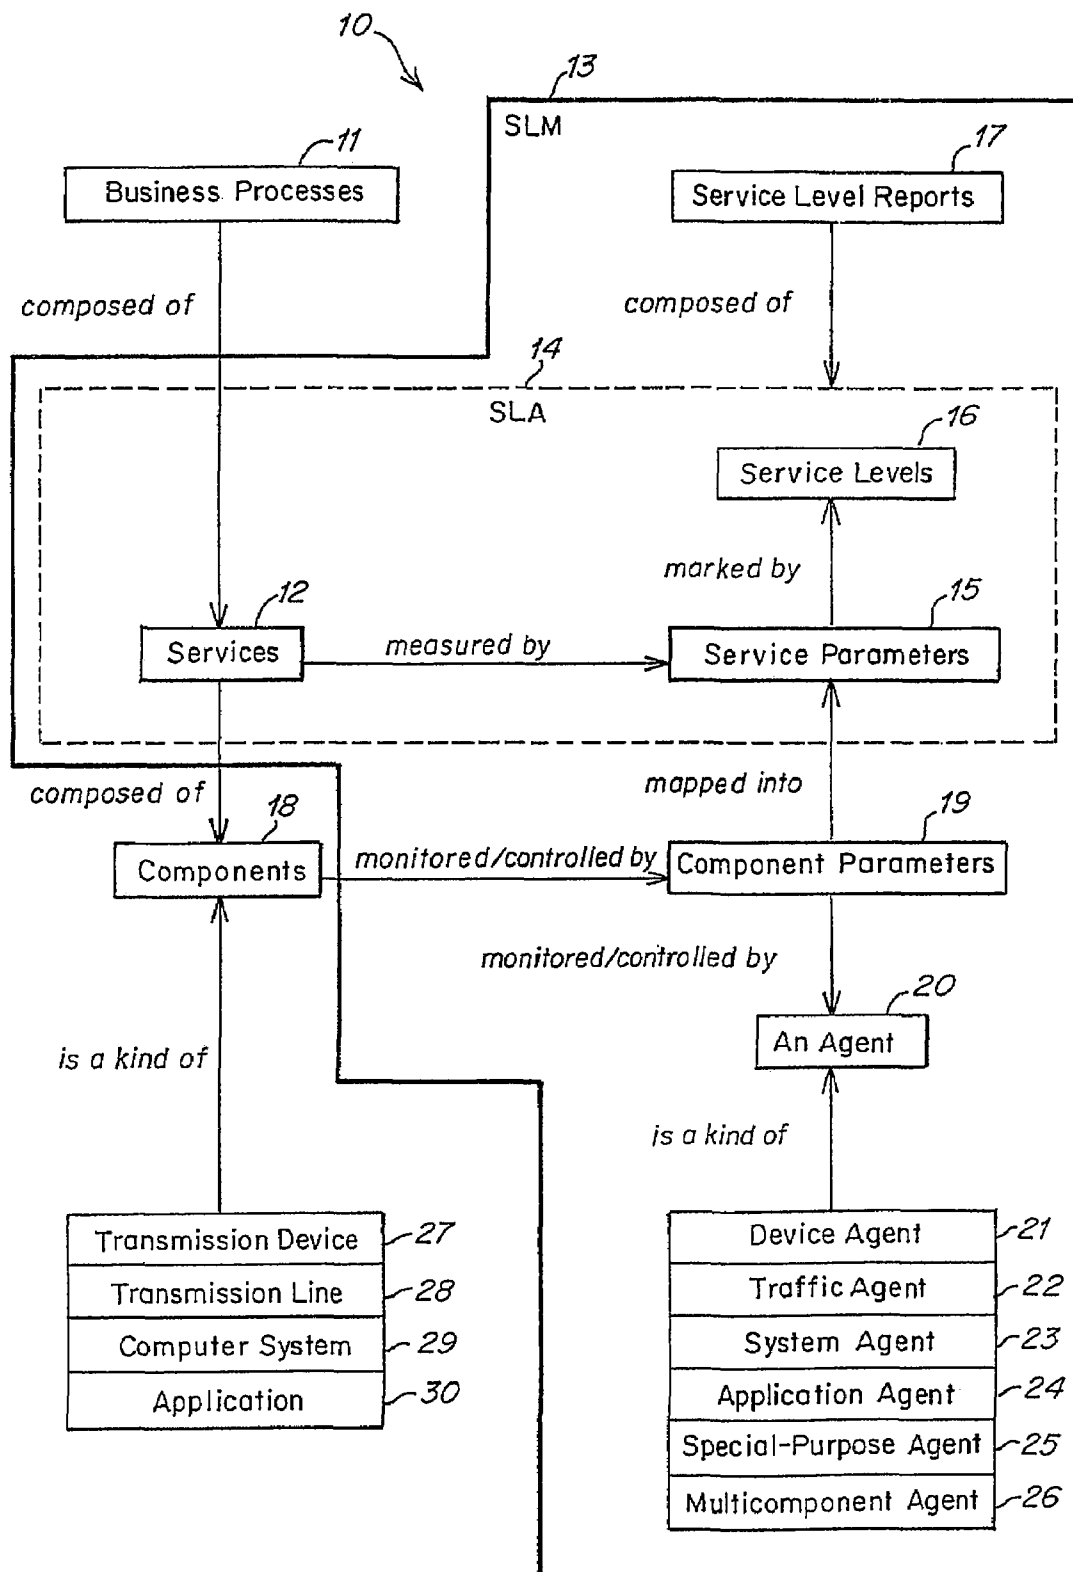 10
13
SLM
11
Business Processes
17
Service Level Reports
composed of
composed of
14
SLA
16
Service Levels
marked by
12
Services
measured by
15
Service Parameters
composed of
mapped into
18
Components
monitored/controlled by
19
Component Parameters
monitored/controlled by
20
An Agent
is a kind of
is a kind of
Transmission Device 27
Transmission Line 28
Computer System 29
Application 30
Device Agent 21
Traffic Agent 22
System Agent 23
Application Agent 24
Special-Purpose Agent 25
Multicomponent Agent 26